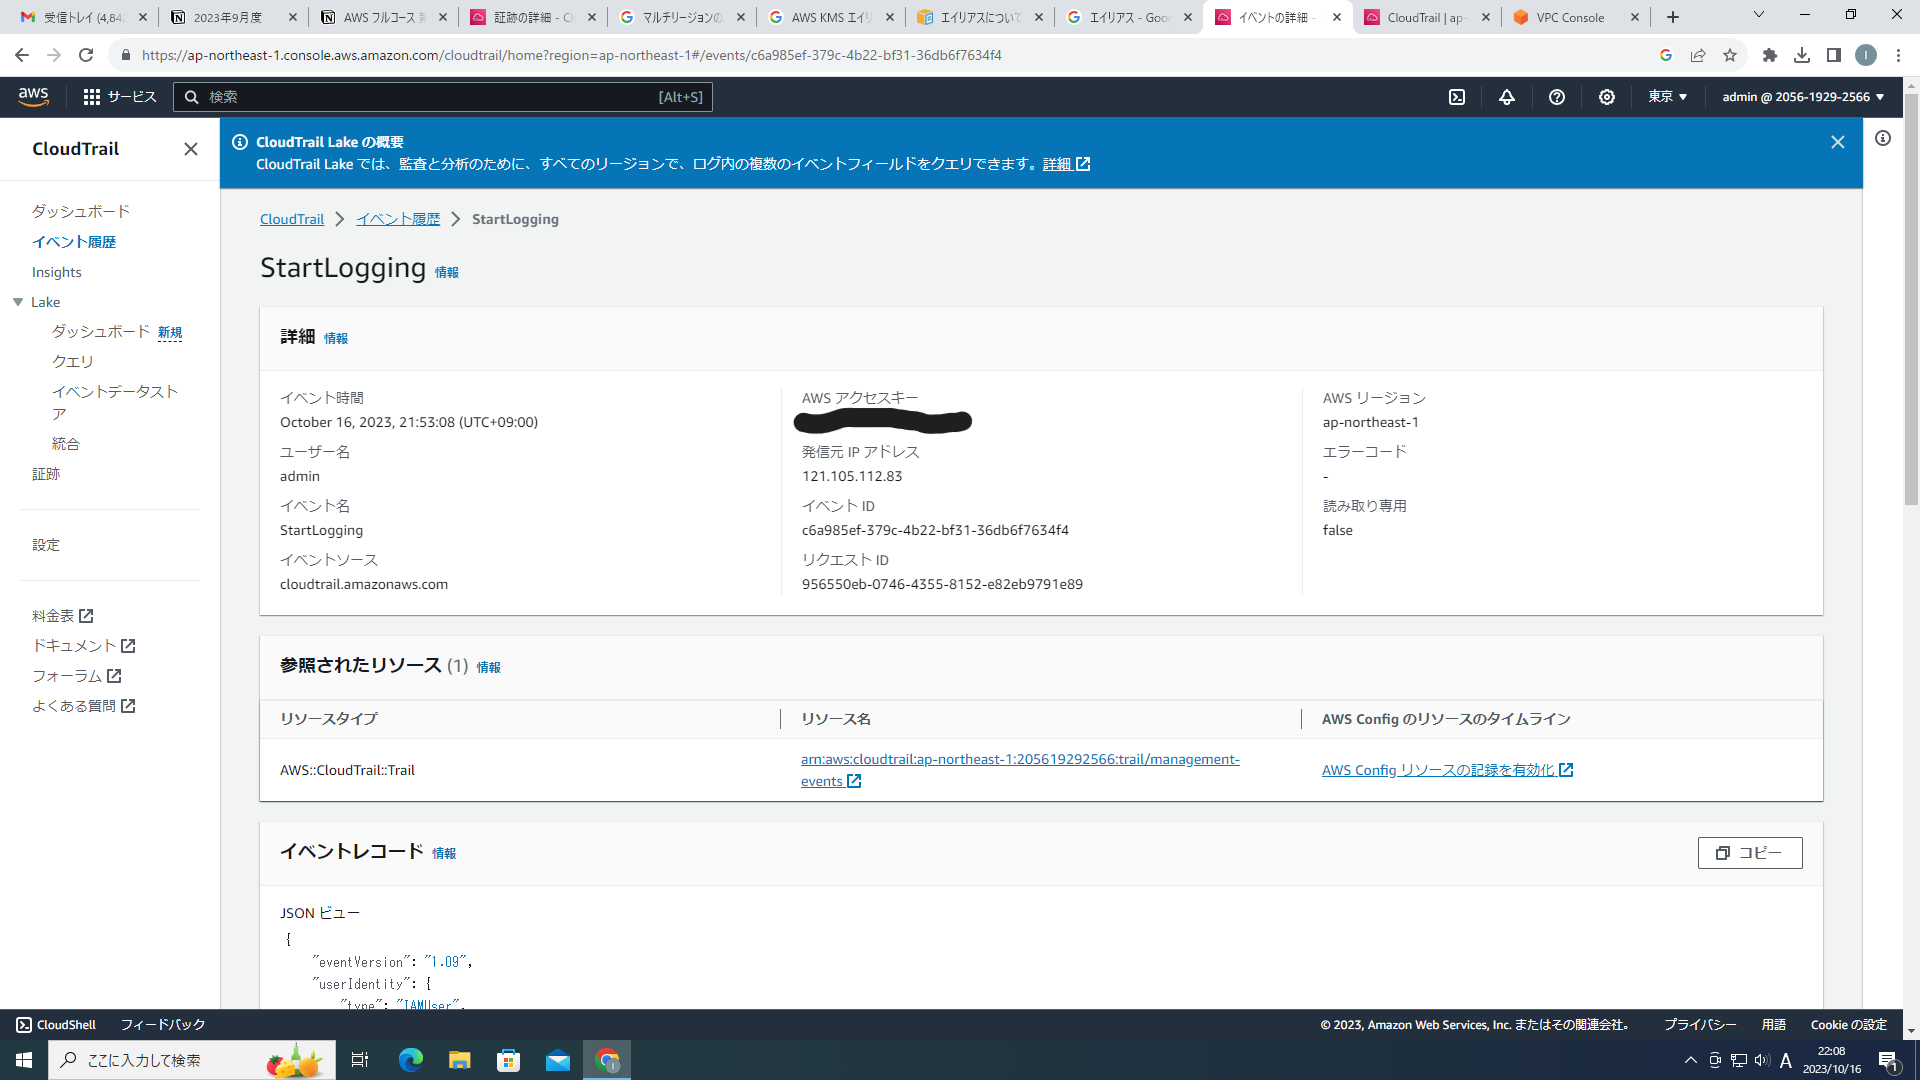 受信トレイ (4,84
2023年9月度
AWS フルコース
証跡の詳細 - Cl
マルチリージョンの
AWS KMS エイリ
エイリアスについて
エイリアス - Goo
イベントの詳細 -
CloudTrail | ap-
VPC Console
https://ap-northeast-1.console.aws.amazon.com/cloudtrail/home?region=ap-northeast-1#/events/c6a985ef-379c-4b22-bf31-36db6f7634f4
I
aws
サービス
検索
[Alt+S]
東京
admin @ 2056-1929-2566
CloudTrail
CloudTrail Lake の概要
CloudTrail Lake では、監査と分析のために、すべてのリージョンで、ログ内の複数のイベントフィールドをクエリできます。詳細
ダッシュボード
イベント履歴
Insights
Lake
ダッシュボード 新規
クエリ
イベントデータスト
ア
統合
証跡
設定
料金表
ドキュメント
フォーラム
よくある質問
CloudTrail > イベント履歴 > StartLogging
StartLogging 情報
詳細 情報
イベント時間
October 16, 2023, 21:53:08 (UTC+09:00)
ユーザー名
admin
イベント名
StartLogging
イベントソース
cloudtrail.amazonaws.com
AWS アクセスキー
発信元 IP アドレス
121.105.112.83
イベント ID
c6a985ef-379c-4b22-bf31-36db6f7634f4
リクエスト ID
956550eb-0746-4355-8152-e82eb9791e89
AWS リージョン
ap-northeast-1
エラーコード
-
読み取り専用
false
参照されたリソース (1) 情報
リソースタイプ
リソース名
AWS Config のリソースのタイムライン
AWS::CloudTrail::Trail
arn:aws:cloudtrail:ap-northeast-1:205619292566:trail/management-
events
AWS Config リソースの記録を有効化
イベントレコード 情報
コピー
JSON ビュー
{
"eventVersion": "1.09",
"userIdentity": {
"type": "IAMUser",
CloudShell
フィードバック
© 2023, Amazon Web Services, Inc. またはその関連会社。
プライバシー
用語
Cookie の設定
ここに入力して検索
A
22:08
2023/10/16
1